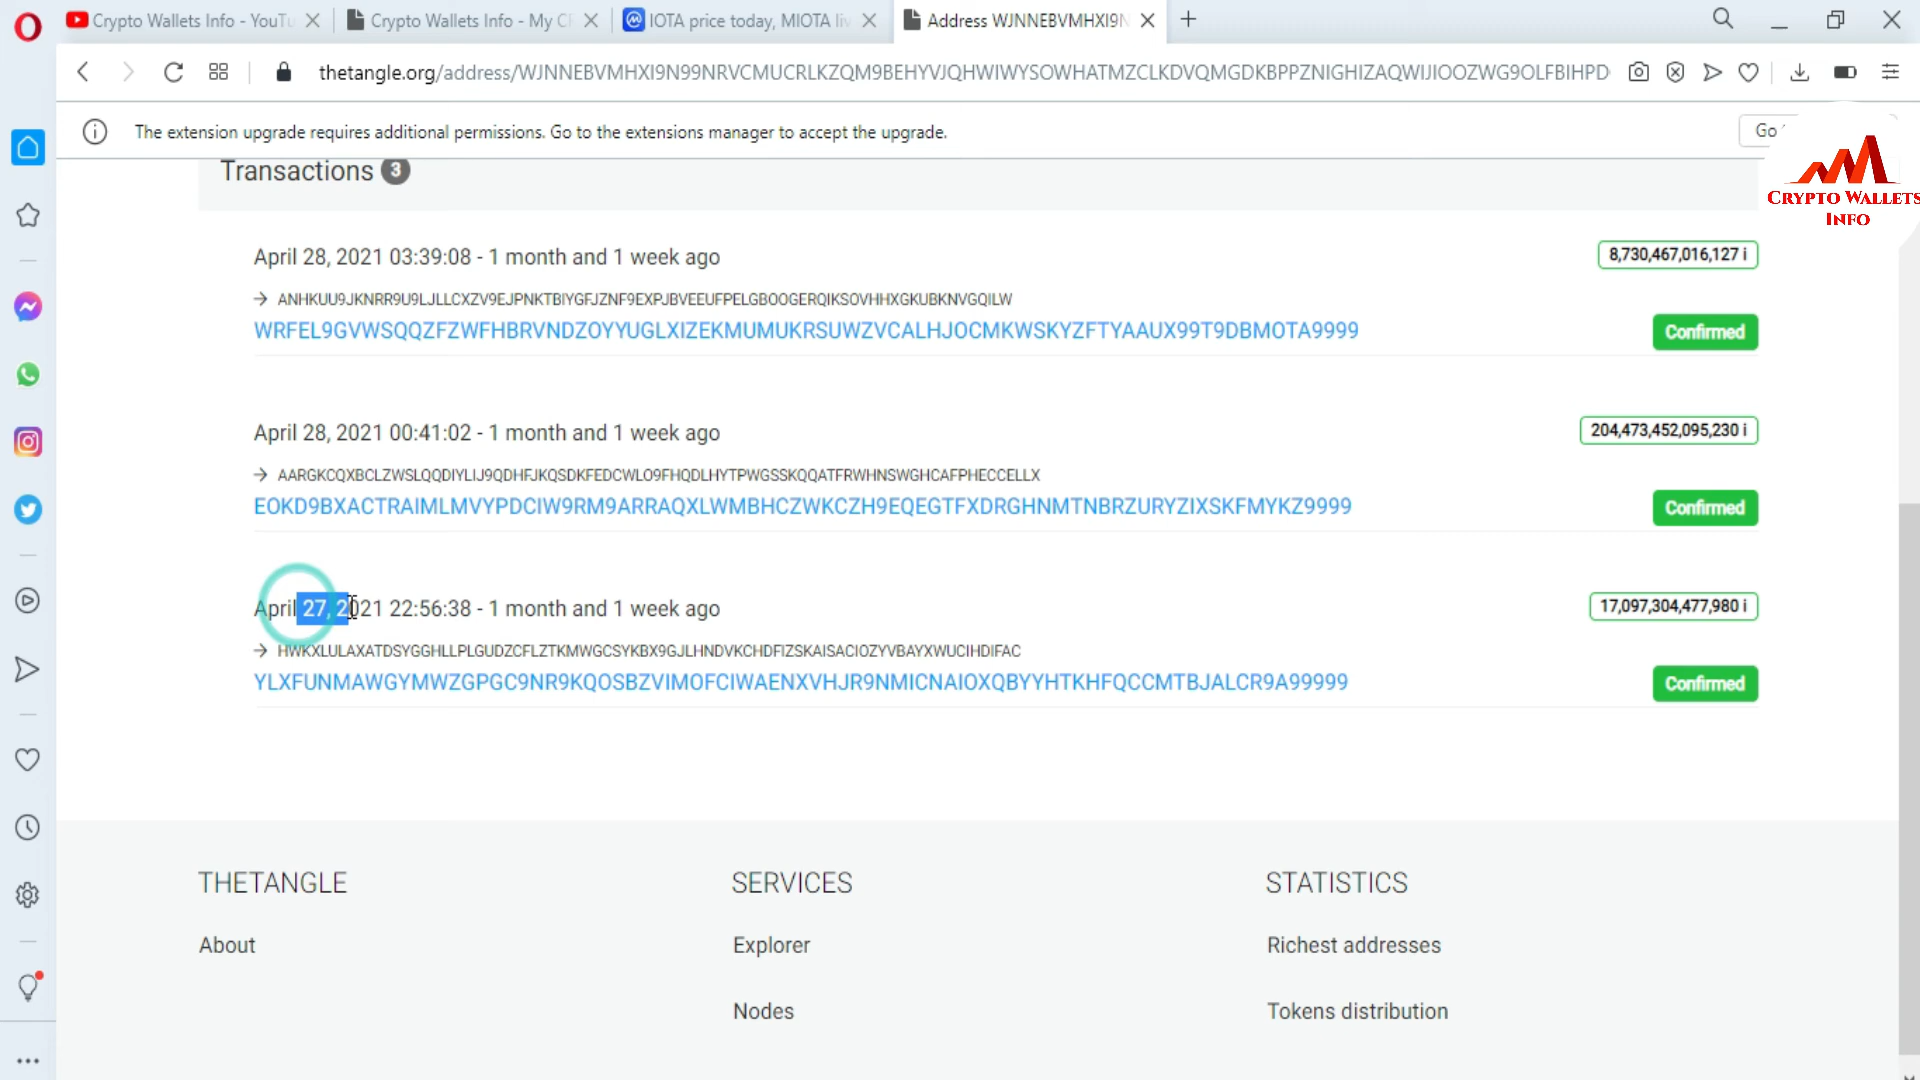 Crypto Wallets Info - YouTu
Crypto Wallets Info - My Cr
IOTA price today, MIOTA liv
Address WJNNEBVMHXI9N
thetangle.org/address/WJNNEBVMHXI9N99NRVCMUCRLKZQM9BEHYVJQHWIWYSOWHATMZCLKDVQMGDKBPPZNIGHIZAQWIJIOOZWG9OLFBIHPD
The extension upgrade requires additional permissions. Go to the extensions manager to accept the upgrade.
Go
CRYPTO WALLETS
INFO
Transactions 3
April 28, 2021 03:39:08 - 1 month and 1 week ago
8,730,467,016,127 i
→ ANHKUU9JKNRR9U9LJLLCXZV9EJPNKTBIYGFJZNF9EXPJBVEEUFPELGBOOGERQIKSOVHHXGKUBKNVGQILW
WRFEL9GVWSQQZFZWFHBRVNDZOYYUGLXIZEKMUMUKRSUWZVCALHJOCMKWSKYZFTYAAUX99T9DBMOTA9999
Confirmed
April 28, 2021 00:41:02 - 1 month and 1 week ago
204,473,452,095,230 i
→ AARGKCQXBCLZWSLQQDIYLIJ9QDHFJKQSDKFEDCWLO9FHQDLHYTPWGSSKQQATFRWHNSWGHCAFPHECCELLX
EOKD9BXACTRAIMLMVYPDCIW9RM9ARRAQXLWMBHCZWKCZH9EQEGTFXDRGHNMTNBRZURYZIXSKFMYKZ9999
Confirmed
April 27, 2021 22:56:38 - 1 month and 1 week ago
17,097,304,477,980 i
→ HWKXLULAXATDSYGGHLLPLGUDZCFLZTKMWGCSYKBX9GJLHNDVKCHDFIZSKAISACIOZYVBAYXWUCIHDIFAC
YLXFUNMAWGYMWZGPGC9NR9KQOSBZVIMOFCIWAENXVHJR9NMICNAIOXQBYYHTKHFQCCMTBJALCR9A99999
Confirmed
THETANGLE
SERVICES
STATISTICS
About
Explorer
Richest addresses
Nodes
Tokens distribution